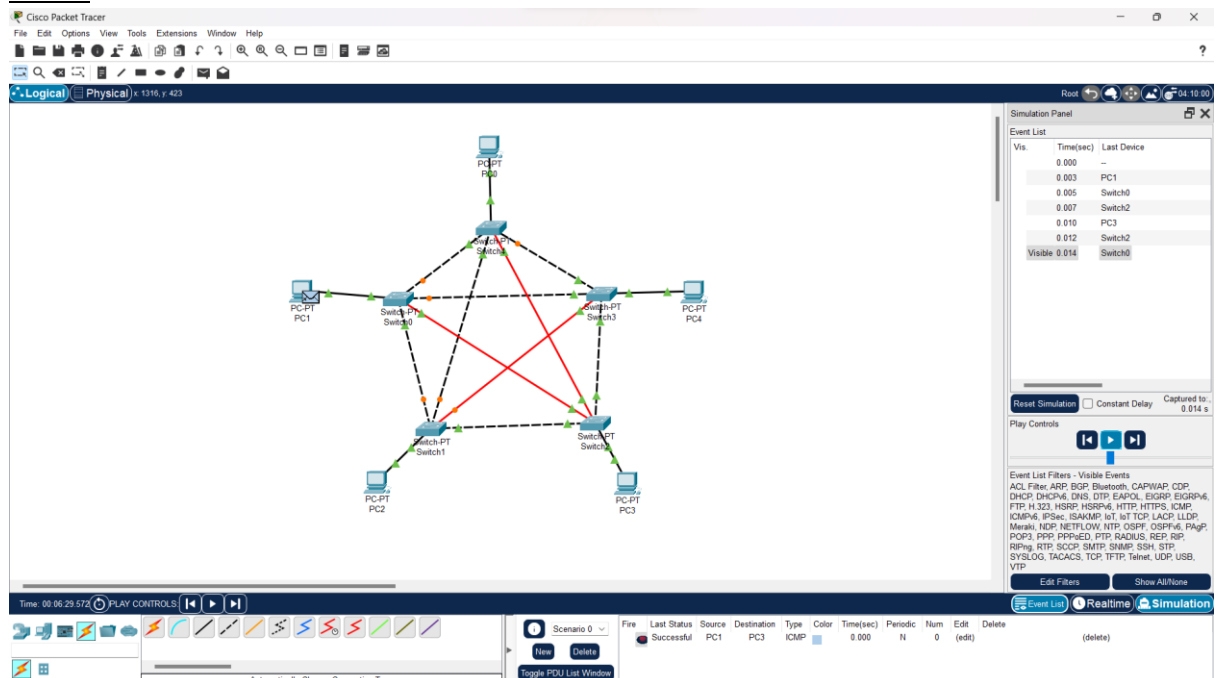 Cisco Packet Tracer
File Edit Options View Tools Extensions Window Help
?
Logical Physical x: 1316, y: 423
Root 04:10:00
PC-PT
PC0
Switch-PT
PC-PT
PC1
Switch-PT
Switch0
Switch-PT
Switch3
PC-PT
PC4
Switch-PT
Switch1
Switch-PT
PC-PT
PC2
PC-PT
PC3
Simulation Panel
Event List
Vis. Time(sec) Last Device
0.000 --
0.003 PC1
0.005 Switch0
0.007 Switch2
0.010 PC3
0.012 Switch2
Visible 0.014 Switch0
Reset Simulation Constant Delay Captured to:
0.014 s
Play Controls
Event List Filters - Visible Events
ACL Filter, ARP, BGP, Bluetooth, CAPWAP, CDP,
DHCP, DHCPv6, DNS, DTP, EAPOL, EIGRP, EIGRPv6,
FTP, H.323, HSRP, HSRPv6, HTTP, HTTPS, ICMP,
ICMPv6, IPSec, ISAKMP, IoT, IoT TCP, LACP, LLDP,
Meraki, NDP, NETFLOW, NTP, OSPF, OSPFv6, PAgP,
POP3, PPP, PPPoED, PTP, RADIUS, REP, RIP,
RIPng, RTP, SCCP, SMTP, SNMP, SSH, STP,
SYSLOG, TACACS, TCP, TFTP, Telnet, UDP, USB,
VTP
Edit Filters Show All/None
Time: 00:06:29.572 PLAY CONTROLS:
Event List Realtime Simulation
Scenario 0
New Delete
Toggle PDU List Window
Fire Last Status Source Destination Type Color Time(sec) Periodic Num Edit Delete
Successful PC1 PC3 ICMP 0.000 N 0 (edit) (delete)